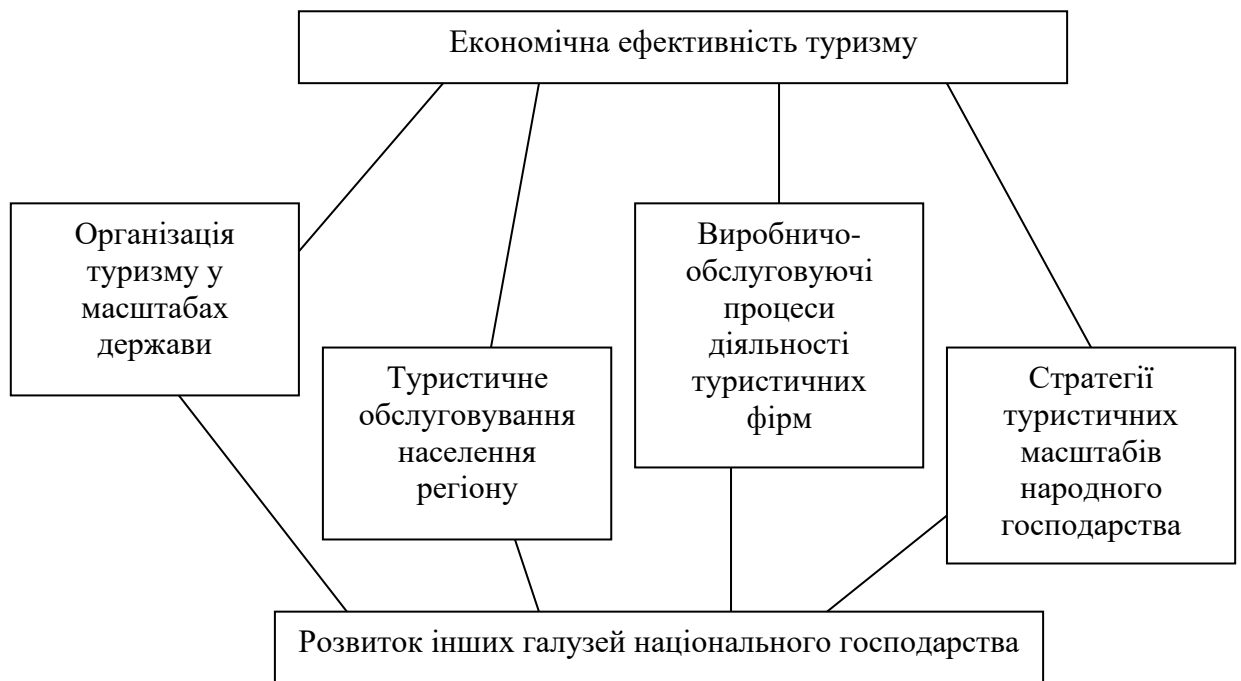 Економічна ефективність туризму
Організація
туризму у
масштабах
держави
Туристичне
обслуговування
населення
регіону
Виробничо-
обслуговуючі
процеси
діяльності
туристичних
фірм
Стратегії
туристичних
масштабів
народного
господарства
Розвиток інших галузей національного господарства